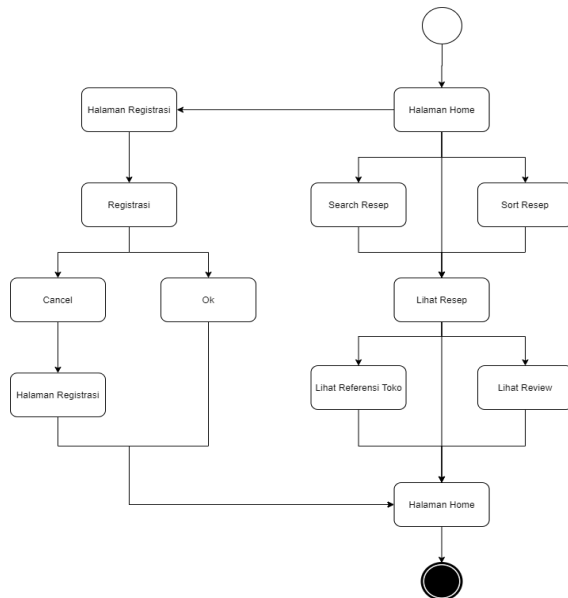 Halaman Registrasi
Halaman Home
Registrasi
Search Resep
Sort Resep
Cancel
Ok
Lihat Resep
Halaman Registrasi
Lihat Referensi Toko
Lihat Review
Halaman Home